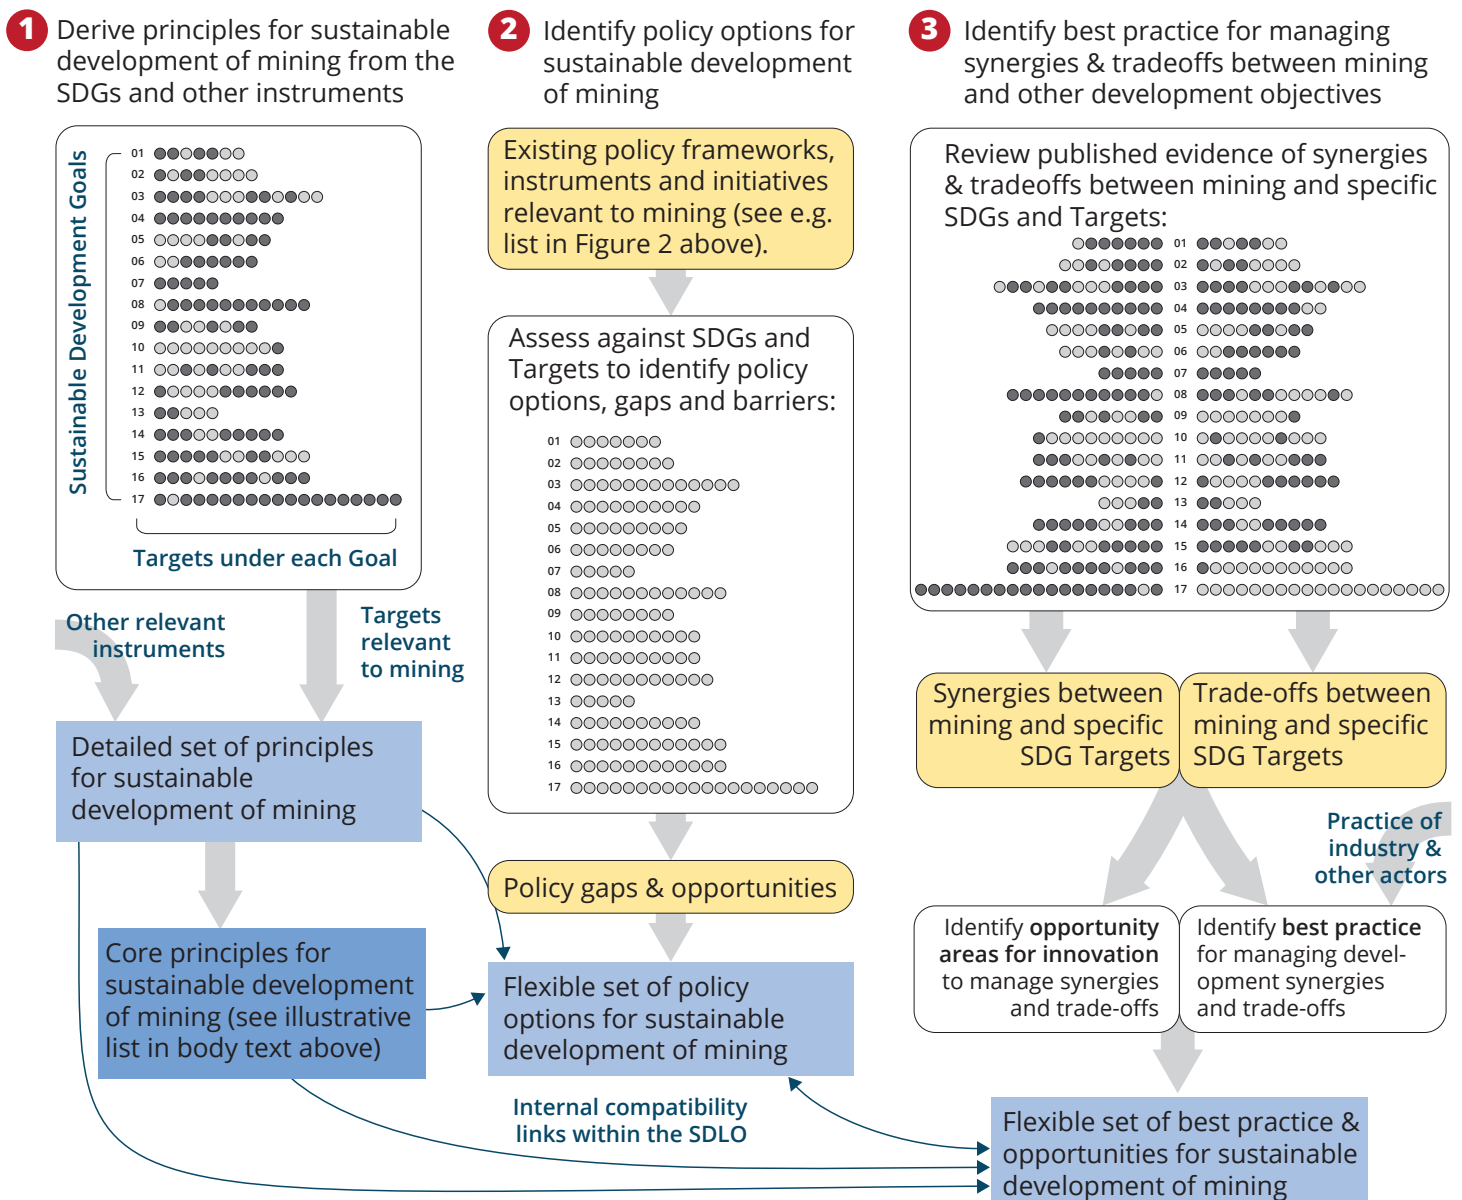 1 Derive principles for sustainable
development of mining from the
SDGs and other instruments
Sustainable Development Goals
01
02
03
04
05
06
07
08
09
10
11
12
13
14
15
16
17
Targets under each Goal
Other relevant
instruments
Targets
relevant
to mining
Detailed set of principles
for sustainable
development of mining
Core principles for
sustainable development
of mining (see illustrative
list in body text above)
2 Identify policy options for
sustainable development
of mining
Existing policy frameworks,
instruments and initiatives
relevant to mining (see e.g.
list in Figure 2 above).
Assess against SDGs and
Targets to identify policy
options, gaps and barriers:
01
02
03
04
05
06
07
08
09
10
11
12
13
14
15
16
17
Policy gaps & opportunities
Flexible set of policy
options for sustainable
development of mining
Internal compatibility
links within the SDLO
3 Identify best practice for managing
synergies & tradeoffs between mining
and other development objectives
Review published evidence of synergies
& tradeoffs between mining and specific
SDGs and Targets:
01
02
03
04
05
06
07
08
09
10
11
12
13
14
15
16
17
Synergies between
mining and specific
SDG Targets
Trade-offs between
mining and specific
SDG Targets
Practice of
industry &
other actors
Identify opportunity
areas for innovation
to manage synergies
and trade-offs
Identify best practice
for managing devel-
opment synergies
and trade-offs
Flexible set of best practice &
opportunities for sustainable
development of mining